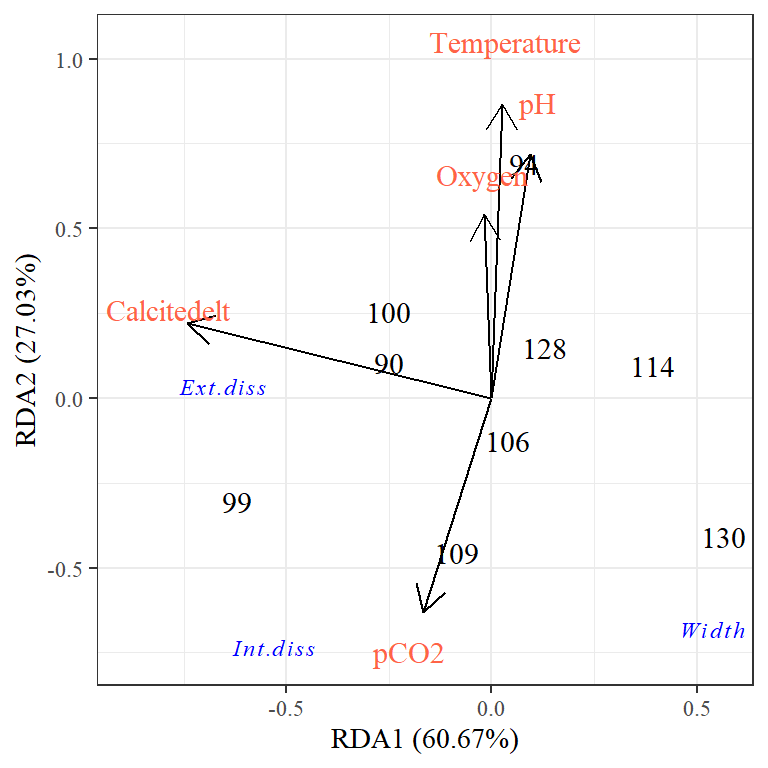 Temperature
1.0
pH
94
Oxygen
0.5
Calcitedelt
100
128
114
90
Ext.diss
0.0
106
99
130
109
-0.5
Width
Int.diss
pCO2
-0.5
0.0
0.5
RDA1 (60.67%)
RDA2 (27.03%)